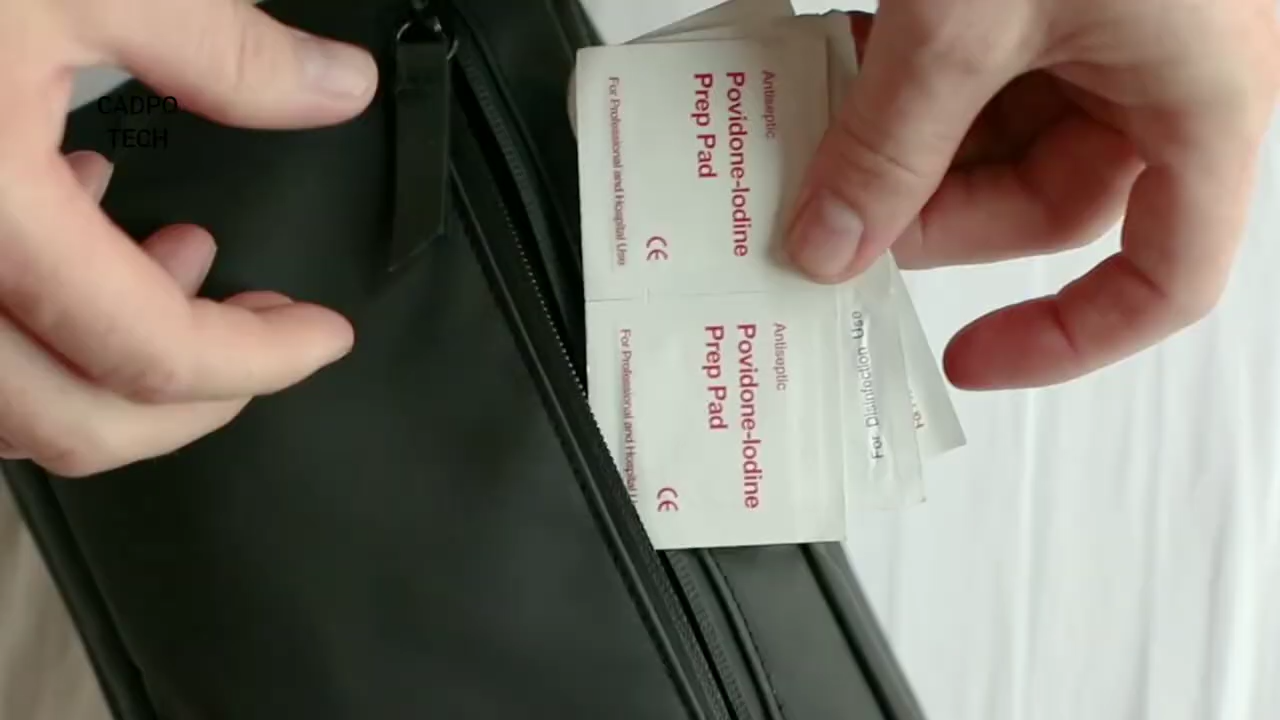 CADPO
TECH
Antiseptic
Povidone-Iodine
Prep Pad
For Professional and Hospital Use
CE
Antiseptic
Povidone-Iodine
Prep Pad
For Professional and Hospital U
CE
For Disinfection Use
For